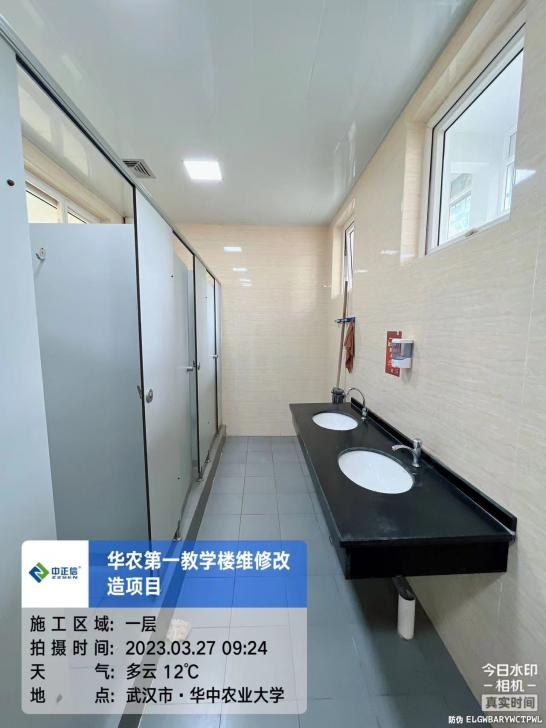 中正信®
ZZSHEN
华农第一教学楼维修改
造项目
施工区域: 一层
拍摄时间: 2023.03.27 09:24
天气: 多云 12℃
地点: 武汉市·华中农业大学
今日水印
相机
真实时间
防伪 ELGWBARYWCTPWL